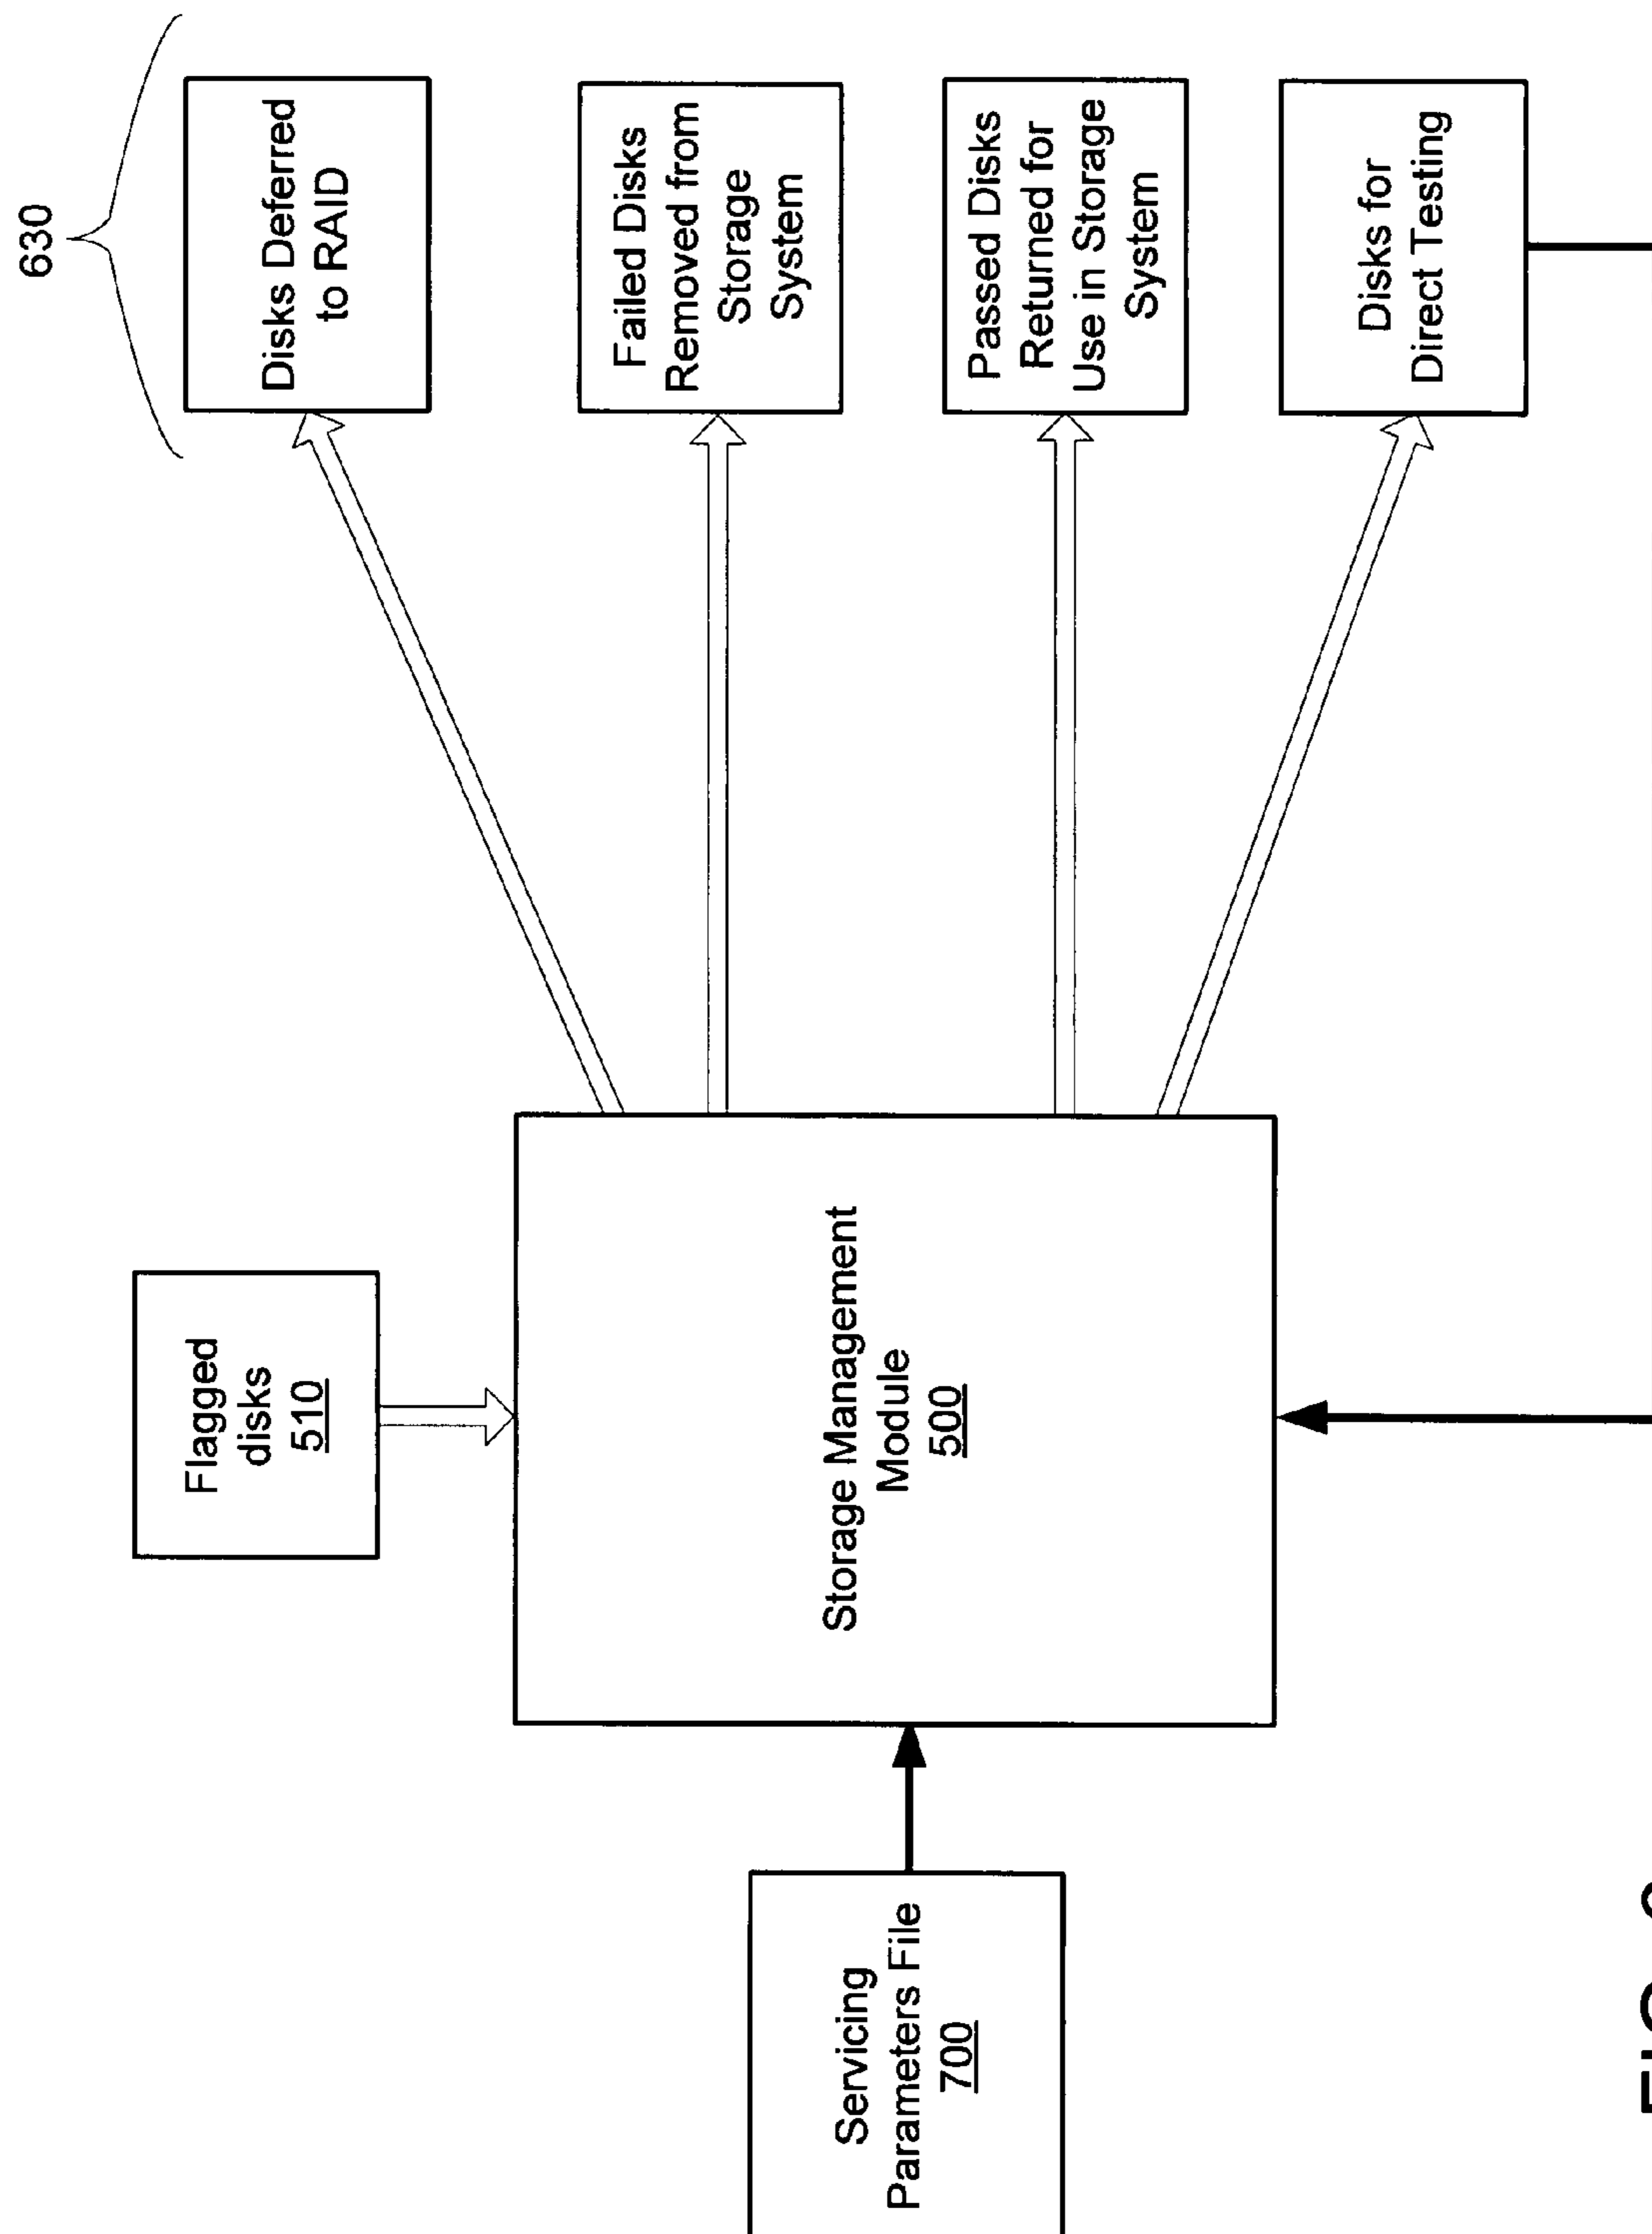 630
Disks Deferred
to RAID
Failed Disks
Removed from
Storage
System
Passed Disks
Returned for
Use in Storage
System
Disks for
Direct Testing
Flagged
disks
510
Storage Management
Module
500
Servicing
Parameters File
700
FIG.